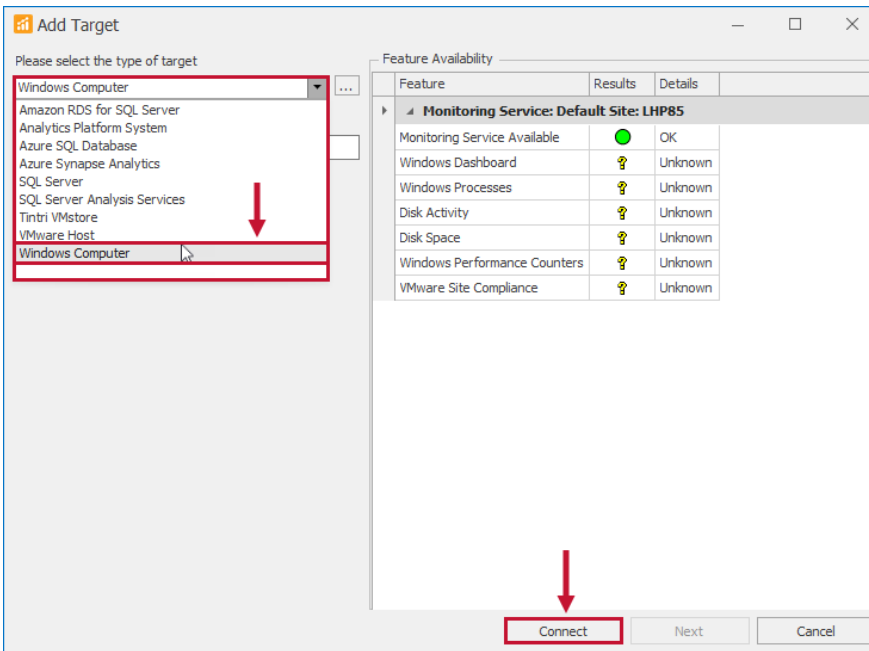 Add Target
Please select the type of target
Windows Computer
...
Amazon RDS for SQL Server
Analytics Platform System
Azure SQL Database
Azure Synapse Analytics
SQL Server
SQL Server Analysis Services
Tintri VMstore
VMware Host
Windows Computer
Feature Availability
Feature Results Details
Monitoring Service: Default Site: LHP85
Monitoring Service Available OK
Windows Dashboard ? Unknown
Windows Processes ? Unknown
Disk Activity ? Unknown
Disk Space ? Unknown
Windows Performance Counters ? Unknown
VMware Site Compliance ? Unknown
Connect Next Cancel